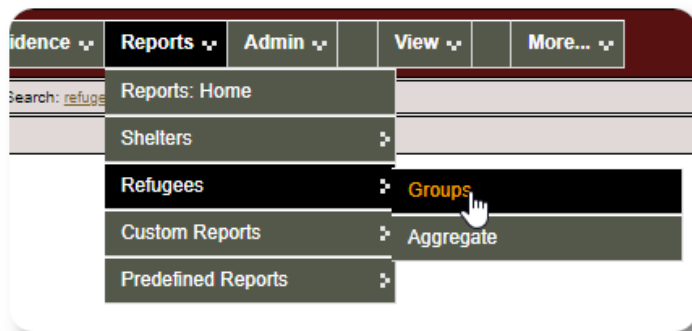 idence Reports Admin View More...
Search: refuge
Reports: Home
Shelters
Refugees
Groups
Custom Reports
Aggregate
Predefined Reports